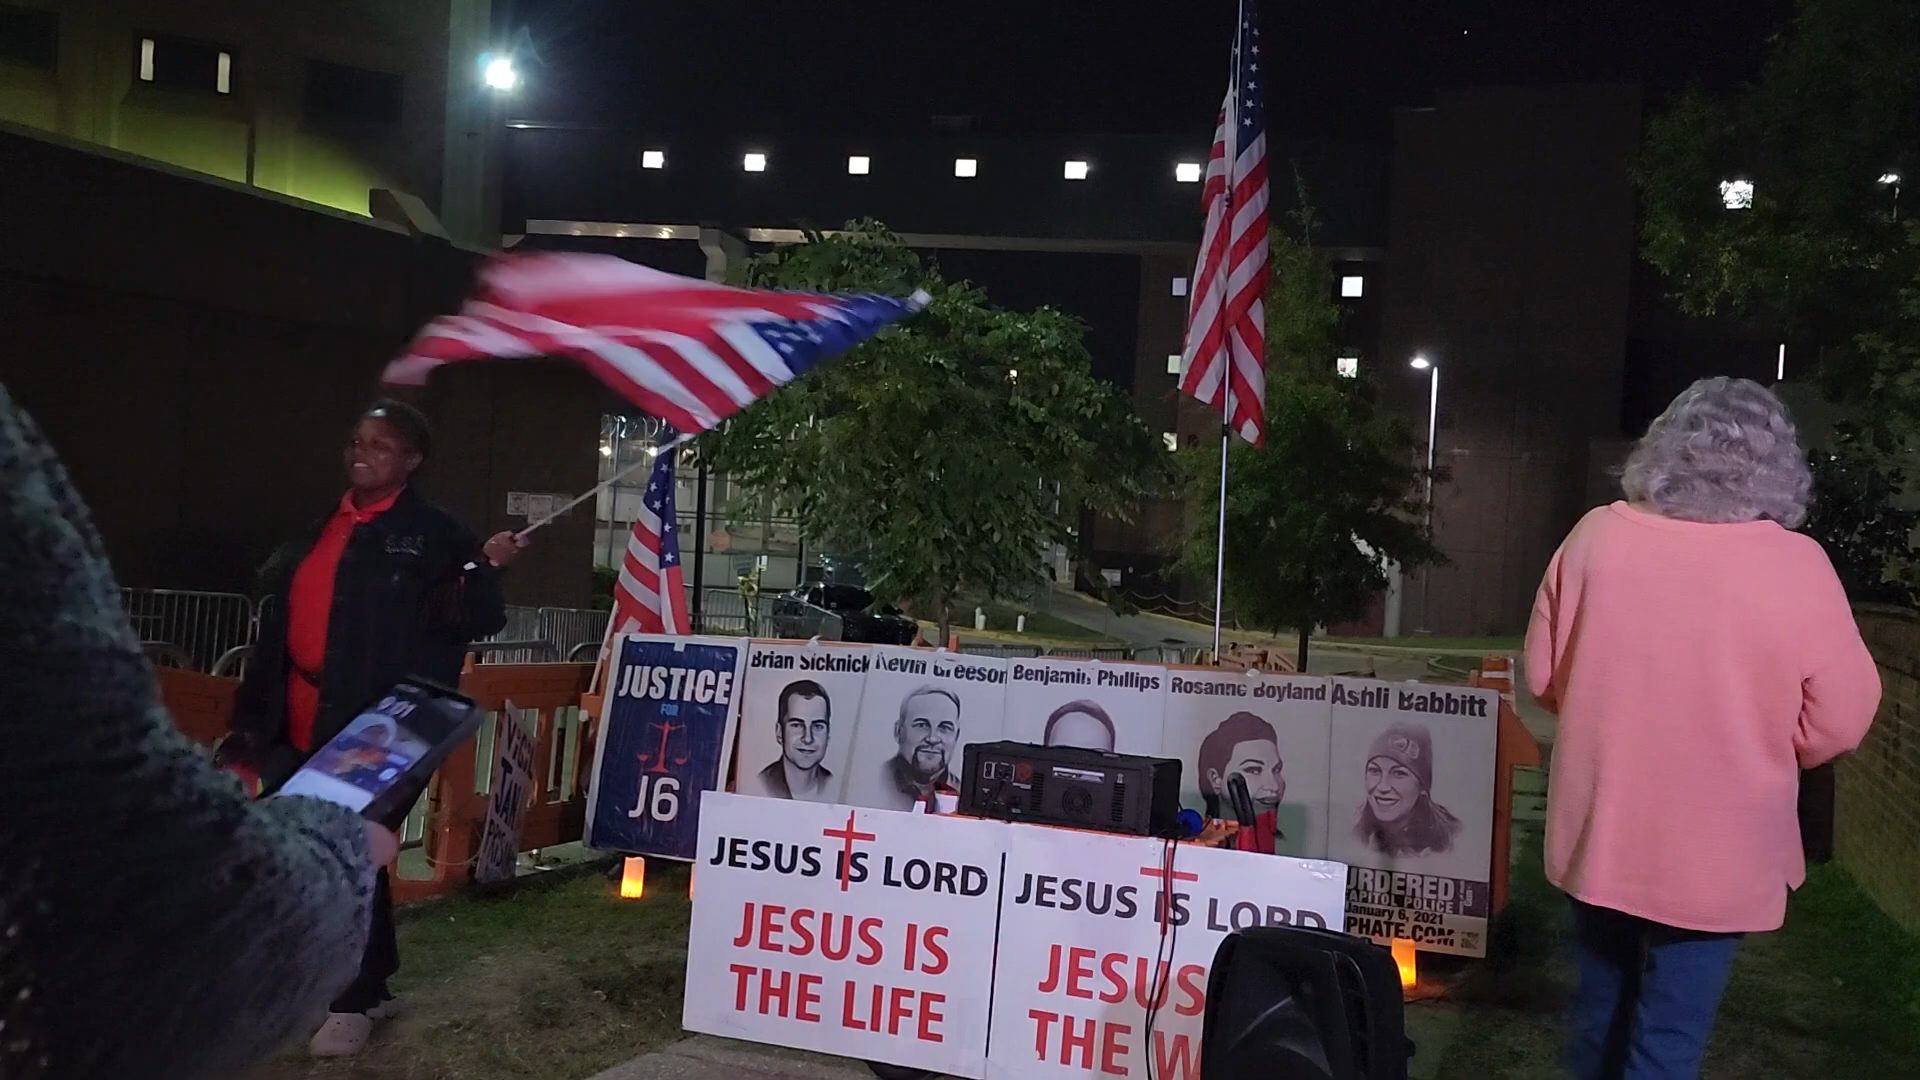 JUSTICE
FOR
J6
Brian Sicknick
Kevin Greeson
Benjamin Phillips
Rosanne Boyland
Ashli Babbitt
URDERED
APITOL POLICE
January 6, 2021
PHATE.COM
JESUS IS LORD
JESUS IS
THE LIFE
JESUS IS LORD
JESUS
THE W